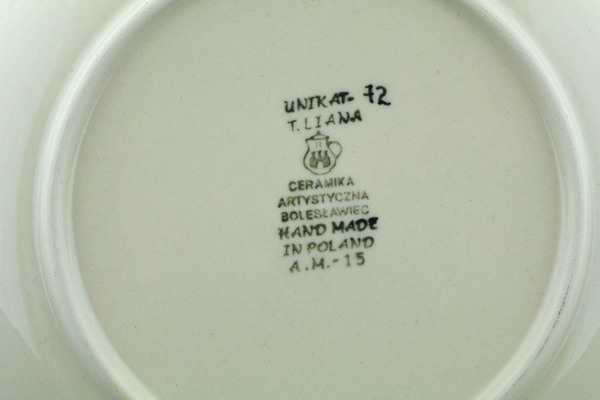 UNIKAT- 72
T. LIANA
CERAMIKA
ARTYSTYCZNA
BOLESŁAWIEC
HAND MADE
IN POLAND
A.M.-15